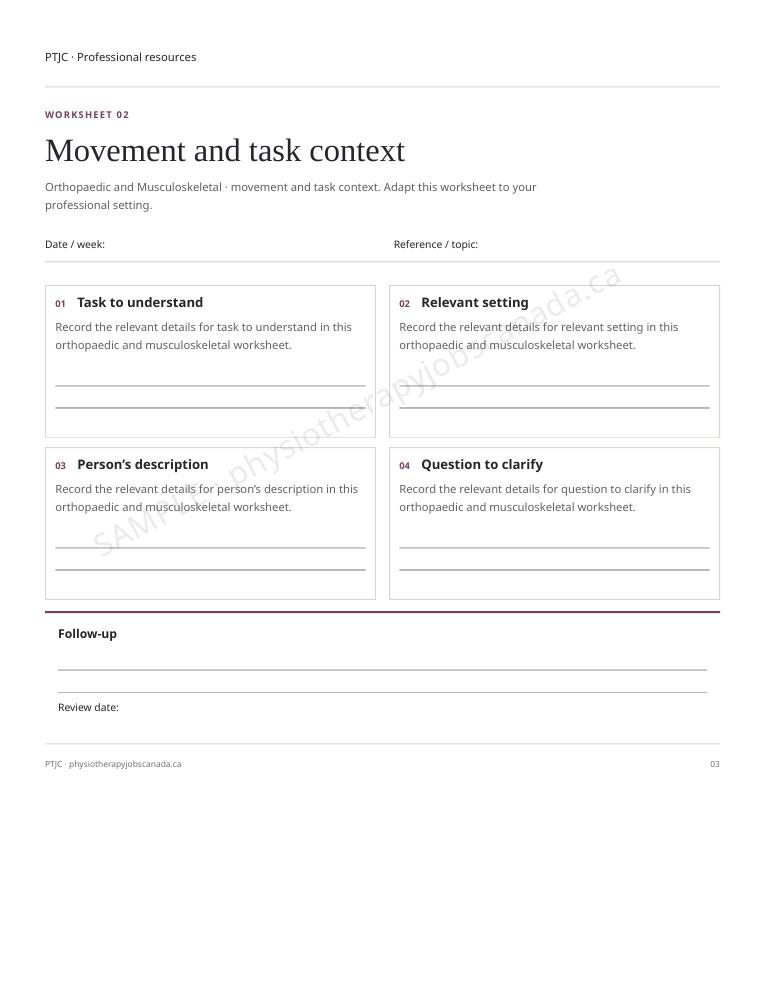 PTJC · Professional resources
WORKSHEET 02
Movement and task context
Orthopaedic and Musculoskeletal · movement and task context. Adapt this worksheet to your
professional setting.
Date / week:
Reference / topic:
01 Task to understand
Record the relevant details for task to understand in this
orthopaedic and musculoskeletal worksheet.
02 Relevant setting
Record the relevant details for relevant setting in this
orthopaedic and musculoskeletal worksheet.
03 Person’s description
Record the relevant details for person’s description in this
orthopaedic and musculoskeletal worksheet.
04 Question to clarify
Record the relevant details for question to clarify in this
orthopaedic and musculoskeletal worksheet.
SAMPLE · physiotherapyjobscanada.ca
Follow-up
Review date:
PTJC · physiotherapyjobscanada.ca
03